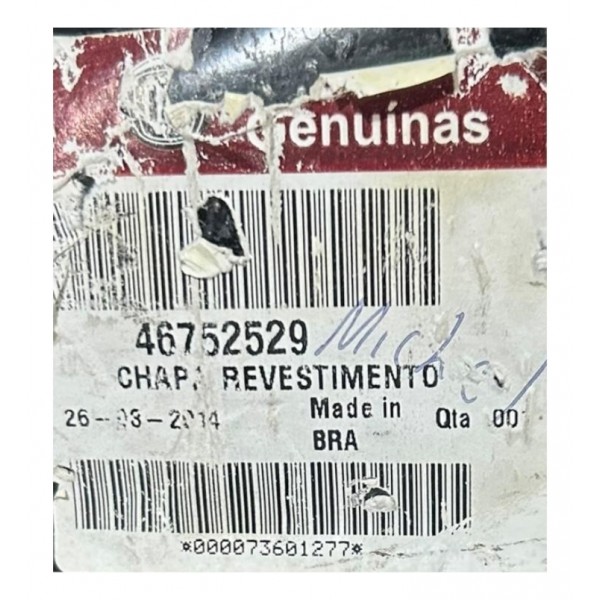 Genuínas
46752529
CHAPA REVESTIMENTO
26-03-2014 Made in Qta 001
BRA
*000073601277*